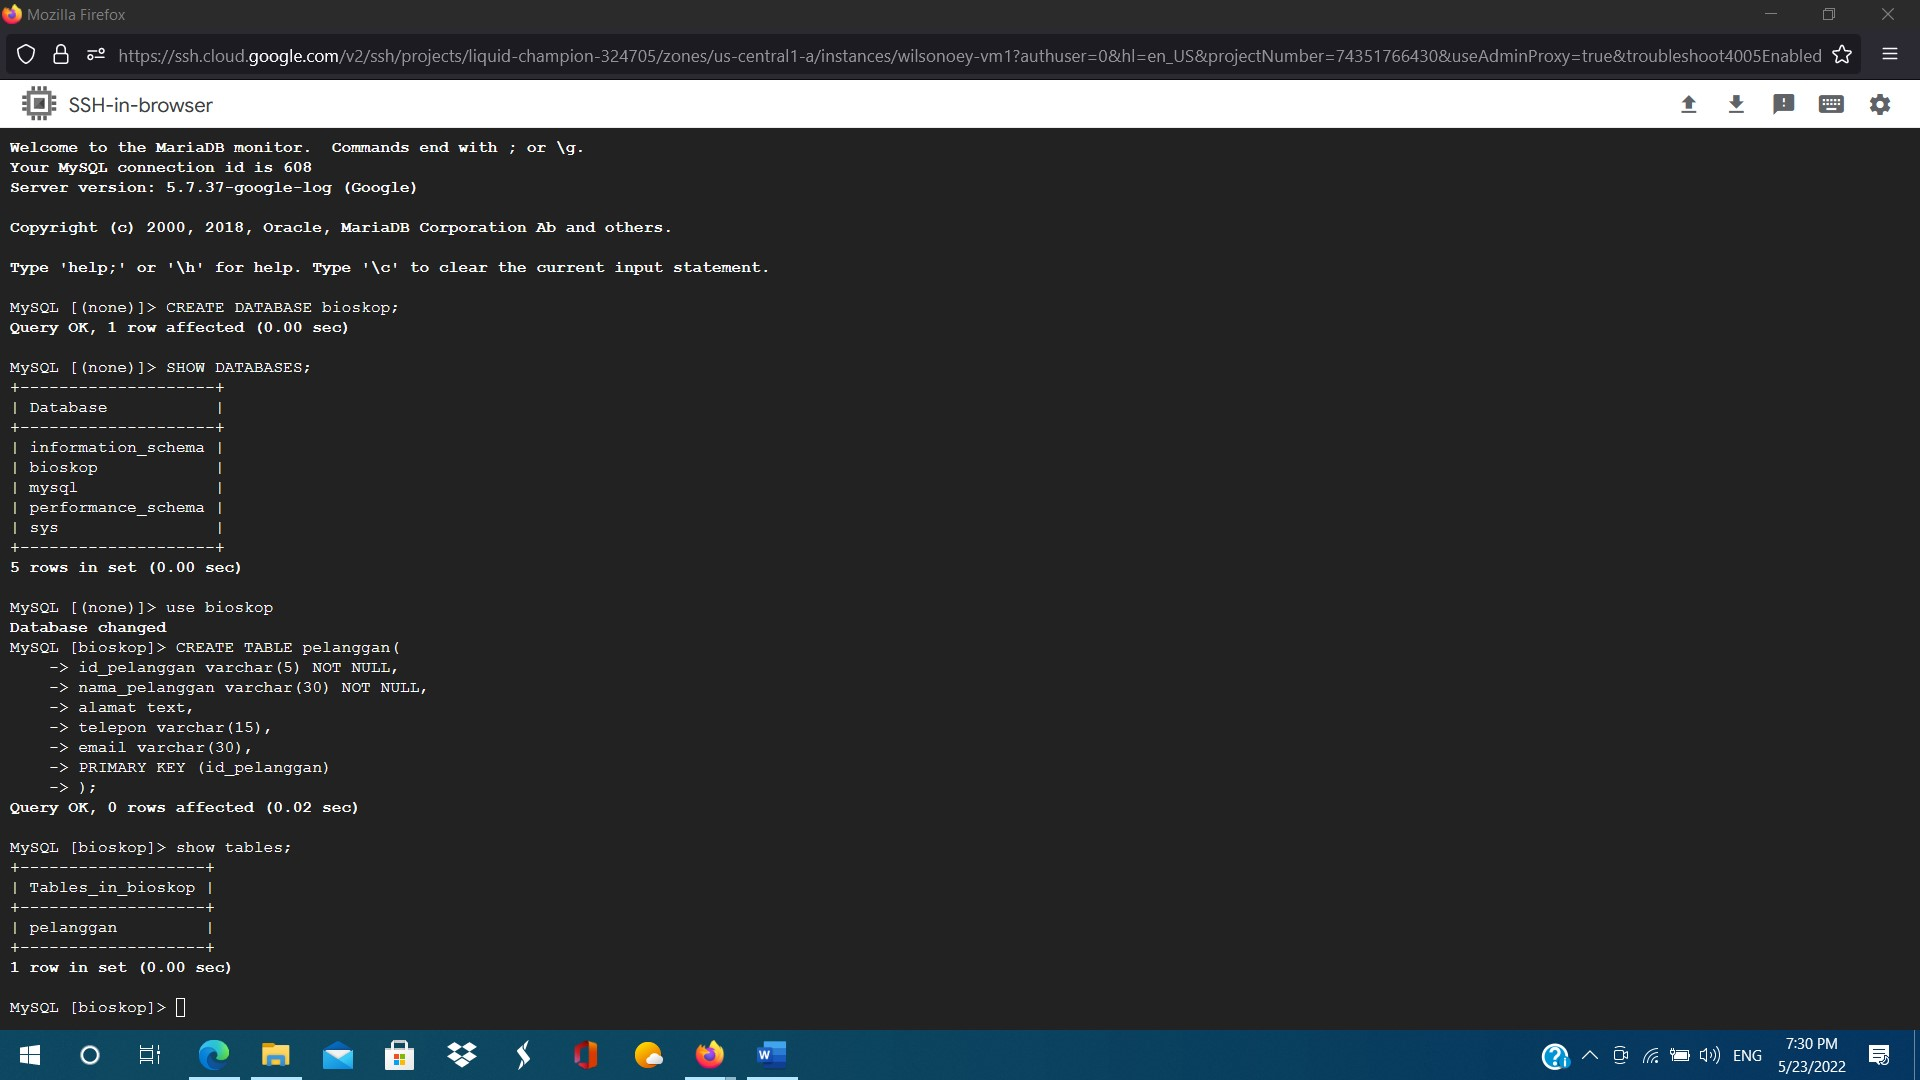 Mozilla Firefox
https://ssh.cloud.google.com/v2/ssh/projects/liquid-champion-324705/zones/us-central1-a/instances/wilsonoey-vm1?authuser=0&hl=en_US&projectNumber=74351766430&useAdminProxy=true&troubleshoot4005Enabled
SSH-in-browser
Welcome to the MariaDB monitor.  Commands end with ; or \g.
Your MySQL connection id is 608
Server version: 5.7.37-google-log (Google)
Copyright (c) 2000, 2018, Oracle, MariaDB Corporation Ab and others.
Type 'help;' or '\h' for help. Type '\c' to clear the current input statement.
MySQL [(none)]> CREATE DATABASE bioskop;
Query OK, 1 row affected (0.00 sec)
MySQL [(none)]> SHOW DATABASES;
+--------------------+
| Database           |
+--------------------+
| information_schema |
| bioskop            |
| mysql              |
| performance_schema |
| sys                |
+--------------------+
5 rows in set (0.00 sec)
MySQL [(none)]> use bioskop
Database changed
MySQL [bioskop]> CREATE TABLE pelanggan(
    -> id_pelanggan varchar(5) NOT NULL,
    -> nama_pelanggan varchar(30) NOT NULL,
    -> alamat text,
    -> telepon varchar(15),
    -> email varchar(30),
    -> PRIMARY KEY (id_pelanggan)
    -> );
Query OK, 0 rows affected (0.02 sec)
MySQL [bioskop]> show tables;
+-------------------+
| Tables_in_bioskop |
+-------------------+
| pelanggan         |
+-------------------+
1 row in set (0.00 sec)
MySQL [bioskop]>
ENG
7:30 PM
5/23/2022